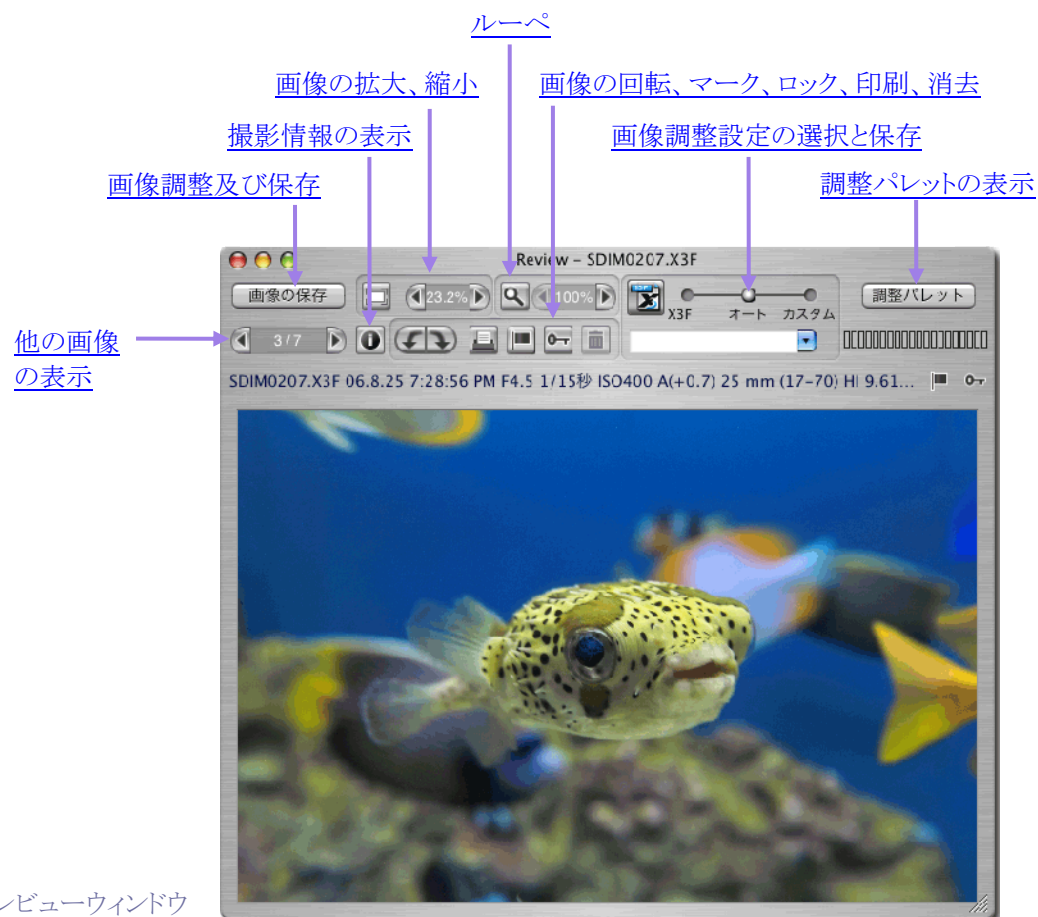 ルーペ
画像の拡大、縮小
画像の回転、マーク、ロック、印刷、消去
撮影情報の表示
画像調整設定の選択と保存
画像調整及び保存
調整パレットの表示
Review – SDIM0207.X3F
画像の保存
23.2%
100%
X3F
オート
カスタム
調整パレット
他の画像
の表示
3/7
SDIM0207.X3F 06.8.25 7:28:56 PM F4.5 1/15秒 ISO400 A(+0.7) 25 mm (17-70) HI 9.61...
ビューウィンドウ